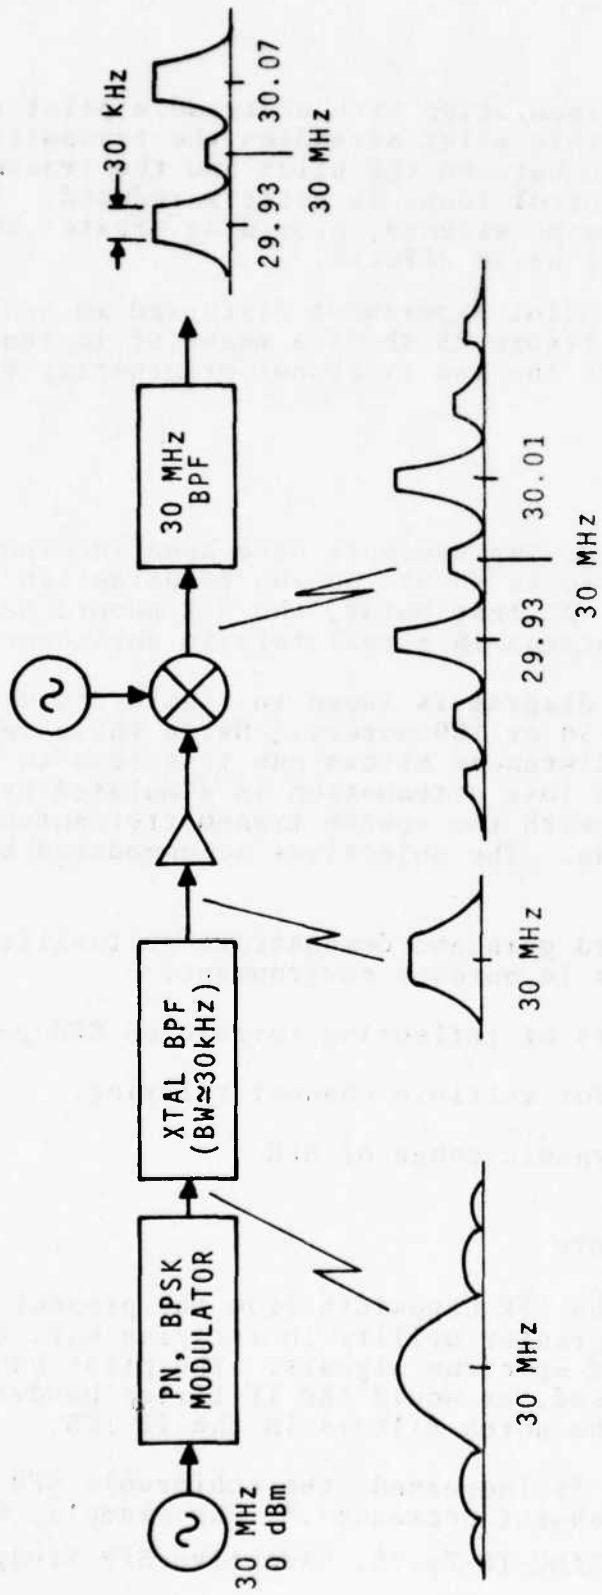 30 MHz
0 dBm
PN, BPSK
MODULATOR
XTAL BPF
(BW≃30kHz)
30 MHz
BPF
30 KHz
29.93
30.07
30 MHz
30 MHz
30 MHz
29.93
30.01
30 MHz